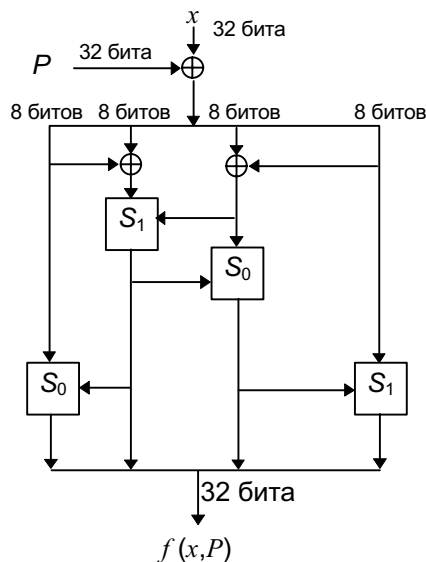 x
32 бита
P
32 бита
8 битов 8 битов 8 битов 8 битов
S1
S0
S0
S1
32 бита
f (x,P)